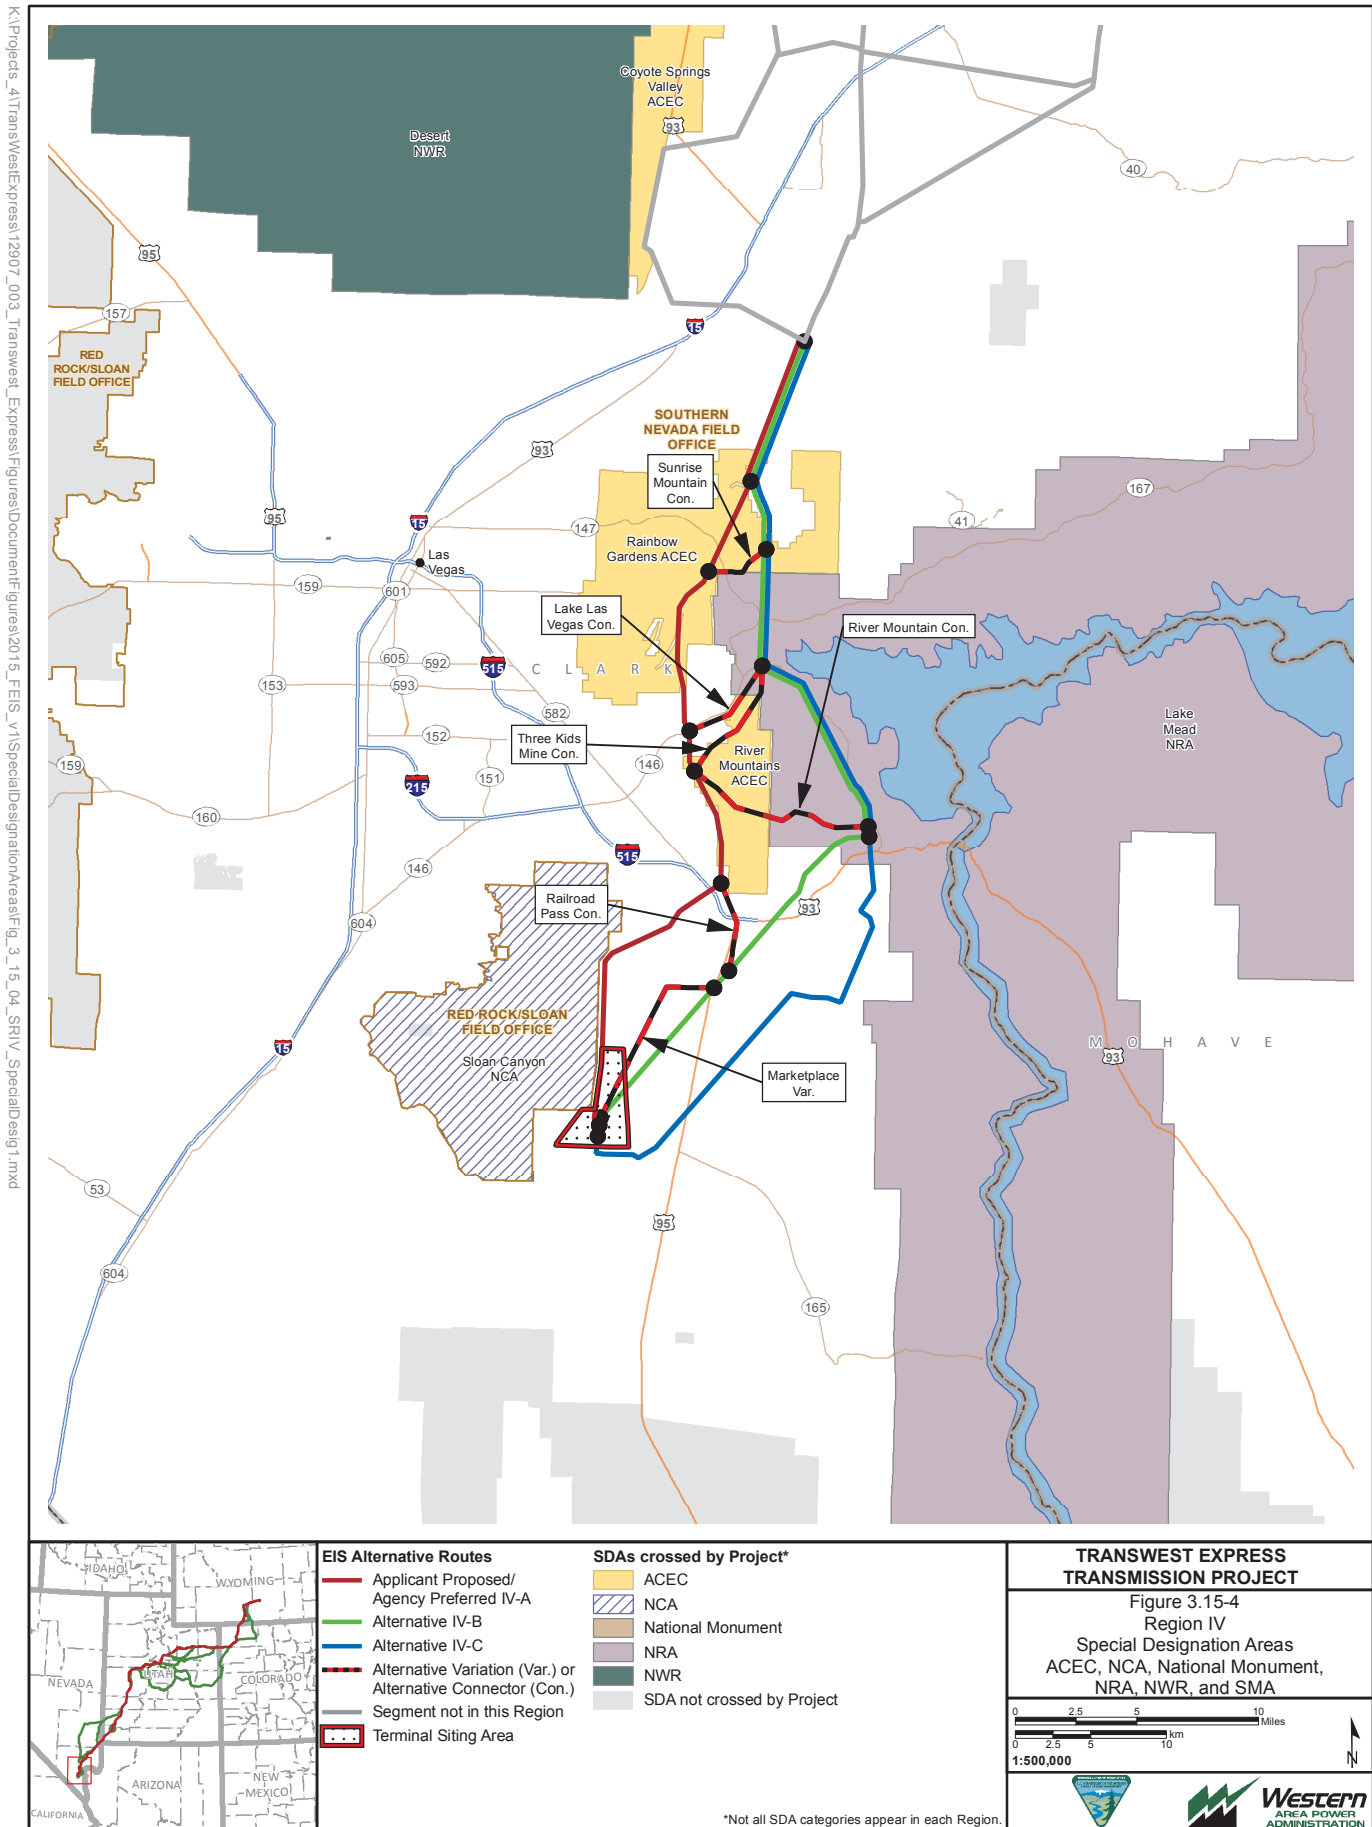 K:\Projects_4\TransWestExpress\12907_003_Transwest_Express\Figures\DocumentFigures\2015_FEIS_v1\SpecialDesignationAreas\Fig_3_15_04_SRIV_SpecialDesig1.mxd
Coyote Springs
Valley
ACEC
93
Desert
NWR
40
95
157
15
RED
ROCK/SLOAN
FIELD OFFICE
SOUTHERN
NEVADA FIELD
OFFICE
93
Sunrise
Mountain
Con.
167
95
15
147
41
Rainbow
Gardens ACEC
Las
Vegas
159
601
Lake Las
Vegas Con.
River Mountain Con.
605
592
515
CLARK
153
593
582
Lake
Mead
NRA
152
Three Kids
Mine Con.
River
Mountains
ACEC
159
146
151
215
160
515
146
Railroad
Pass Con.
93
604
RED ROCK/SLOAN
FIELD OFFICE
15
Sloan Canyon
NCA
MOHAVE
93
Marketplace
Var.
53
95
604
165
IDAHO
WYOMING
NEVADA
UTAH
COLORADO
ARIZONA
NEW
MEXICO
CALIFORNIA
EIS Alternative Routes
Applicant Proposed/
Agency Preferred IV-A
Alternative IV-B
Alternative IV-C
Alternative Variation (Var.) or
Alternative Connector (Con.)
Segment not in this Region
Terminal Siting Area
SDAs crossed by Project*
ACEC
NCA
National Monument
NRA
NWR
SDA not crossed by Project
*Not all SDA categories appear in each Region.
TRANSWEST EXPRESS
TRANSMISSION PROJECT
Figure 3.15-4
Region IV
Special Designation Areas
ACEC, NCA, National Monument,
NRA, NWR, and SMA
0 2.5 5 10
Miles
km
0 2.5 5 10
1:500,000
N
Western
AREA POWER
ADMINISTRATION